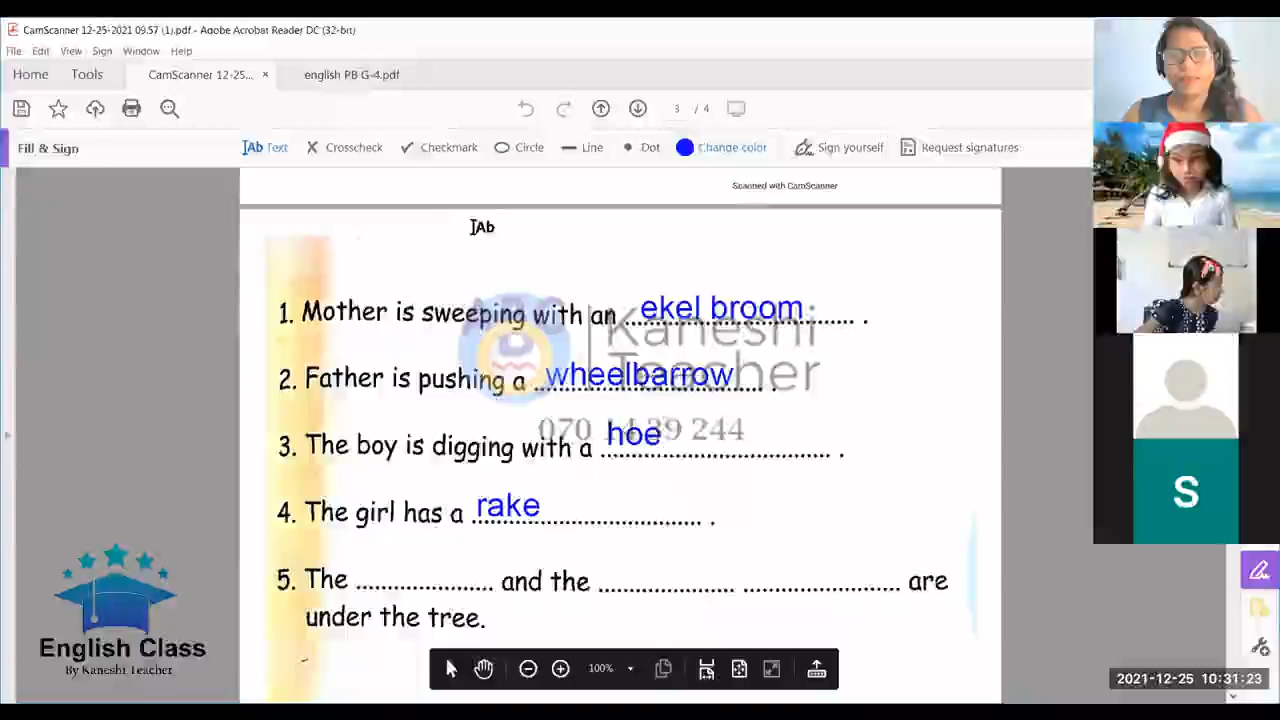 CamScanner 12-25-2021 09.57 (1).pdf - Adobe Acrobat Reader DC (32-bit)
File Edit View Sign Window Help
Home Tools CamScanner 12-25... × english PB G-4.pdf
3 / 4
Fill & Sign Ab Text Crosscheck Checkmark Circle Line Dot Change color Sign yourself Request signatures
Scanned with CamScanner
Ab
1. Mother is sweeping with an ekel broom .
2. Father is pushing a wheelbarrow .
3. The boy is digging with a hoe .
4. The girl has a rake .
5. The .................... and the .................... .................... are
under the tree.
ABC
Kaneshi
Teacher
070 14 39 244
S
English Class
By Kaneshi Teacher
100%
2021-12-25 10:31:23